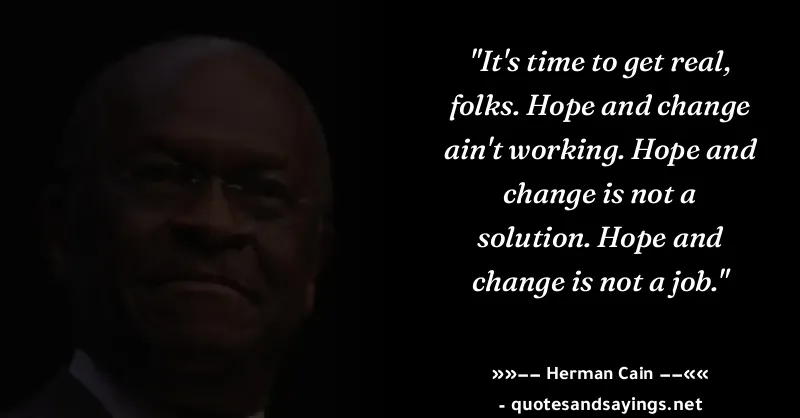 "It's time to get real,
folks. Hope and change
ain't working. Hope and
change is not a
solution. Hope and
change is not a job."
»»−− Herman Cain −−««
- quotesandsayings.net